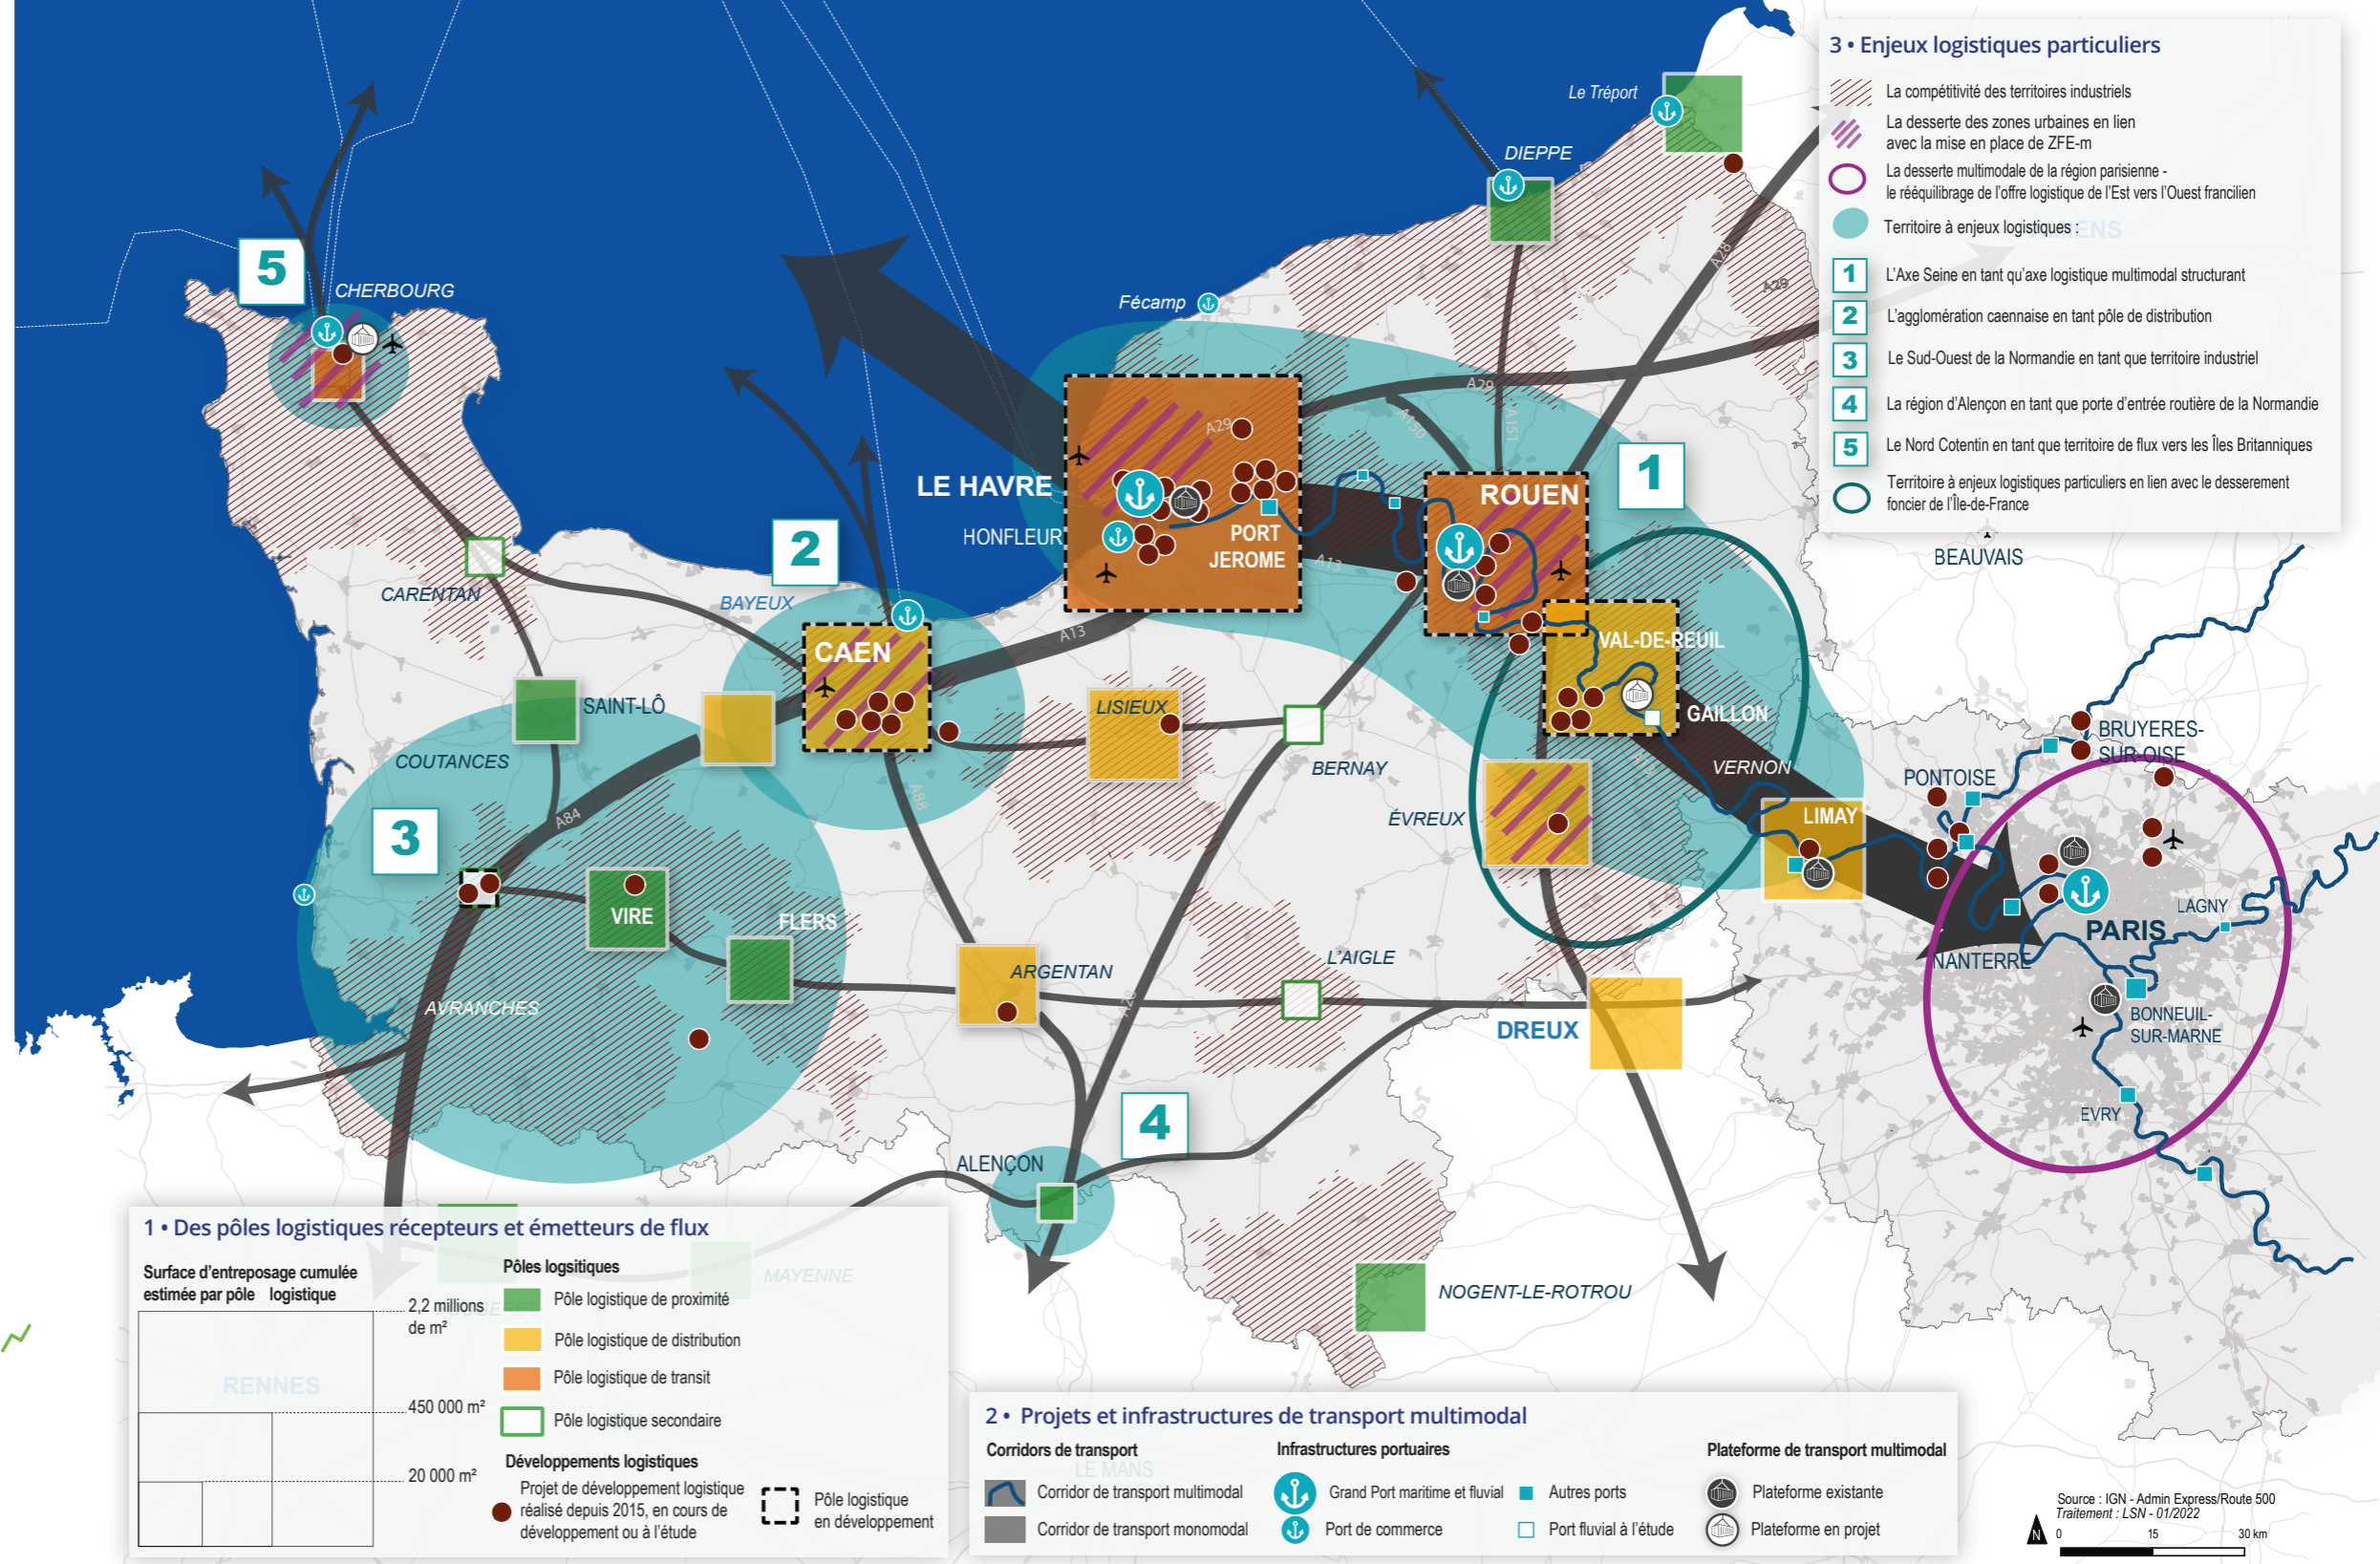 3 • Enjeux logistiques particuliers
La compétitivité des territoires industriels
La desserte des zones urbaines en lien
avec la mise en place de ZFE-m
La desserte multimodale de la région parisienne -
le rééquilibrage de l'offre logistique de l'Est vers l'Ouest francilien
Territoire à enjeux logistiques :
1 L'Axe Seine en tant qu'axe logistique multimodal structurant
2 L'agglomération caennaise en tant pôle de distribution
3 Le Sud-Ouest de la Normandie en tant que territoire industriel
4 La région d'Alençon en tant que porte d'entrée routière de la Normandie
5 Le Nord Cotentin en tant que territoire de flux vers les Îles Britanniques
Territoire à enjeux logistiques particuliers en lien avec le desserement
foncier de l'Île-de-France
Le Tréport
DIEPPE
A28
A29
5
CHERBOURG
Fécamp
A29
A150
A151
A29
LE HAVRE
HONFLEUR
PORT
JEROME
A13
ROUEN
1
BEAUVAIS
2
CARENTAN
BAYEUX
CAEN
A13
VAL-DE-REUIL
GAILLON
SAINT-LÔ
LISIEUX
BERNAY
COUTANCES
A84
A88
3
ÉVREUX
VERNON
LIMAY
PONTOISE
BRUYERES-
SUR-OISE
VIRE
FLERS
ARGENTAN
L'AIGLE
AVRANCHES
A28
DREUX
PARIS
LAGNY
NANTERRE
BONNEUIL-
SUR-MARNE
EVRY
4
ALENÇON
NOGENT-LE-ROTROU
MAYENNE
RENNES
LE MANS
1 • Des pôles logistiques récepteurs et émetteurs de flux
Surface d'entreposage cumulée
estimée par pôle logistique
2,2 millions
de m²
450 000 m²
20 000 m²
Pôles logsitiques
Pôle logistique de proximité
Pôle logistique de distribution
Pôle logistique de transit
Pôle logistique secondaire
Développements logistiques
Projet de développement logistique
réalisé depuis 2015, en cours de
développement ou à l'étude
Pôle logistique
en développement
2 • Projets et infrastructures de transport multimodal
Corridors de transport
Corridor de transport multimodal
Corridor de transport monomodal
Infrastructures portuaires
Grand Port maritime et fluvial
Port de commerce
Autres ports
Port fluvial à l'étude
Plateforme de transport multimodal
Plateforme existante
Plateforme en projet
Source : IGN - Admin Express/Route 500
Traitement : LSN - 01/2022
N
0 15 30 km